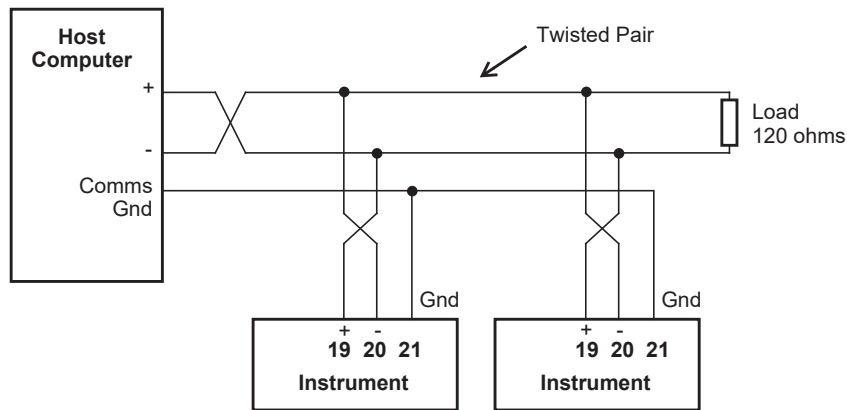 Host
Computer
Twisted Pair
+
-
Load
120 ohms
Comms
Gnd
Gnd
Gnd
+ -
19 20 21
Instrument
+ -
19 20 21
Instrument